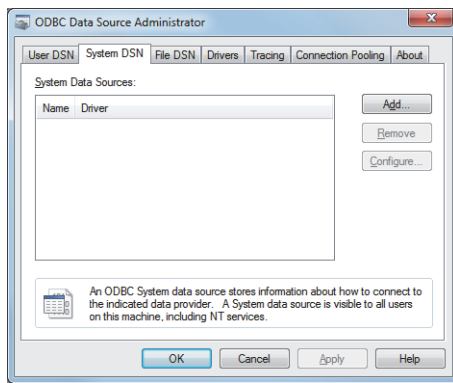 ODBC Data Source Administrator
User DSN System DSN File DSN Drivers Tracing Connection Pooling About
System Data Sources:
Name Driver
Add...
Remove
Configure...
An ODBC System data source stores information about how to connect to
the indicated data provider. A System data source is visible to all users
on this machine, including NT services.
OK Cancel Apply Help